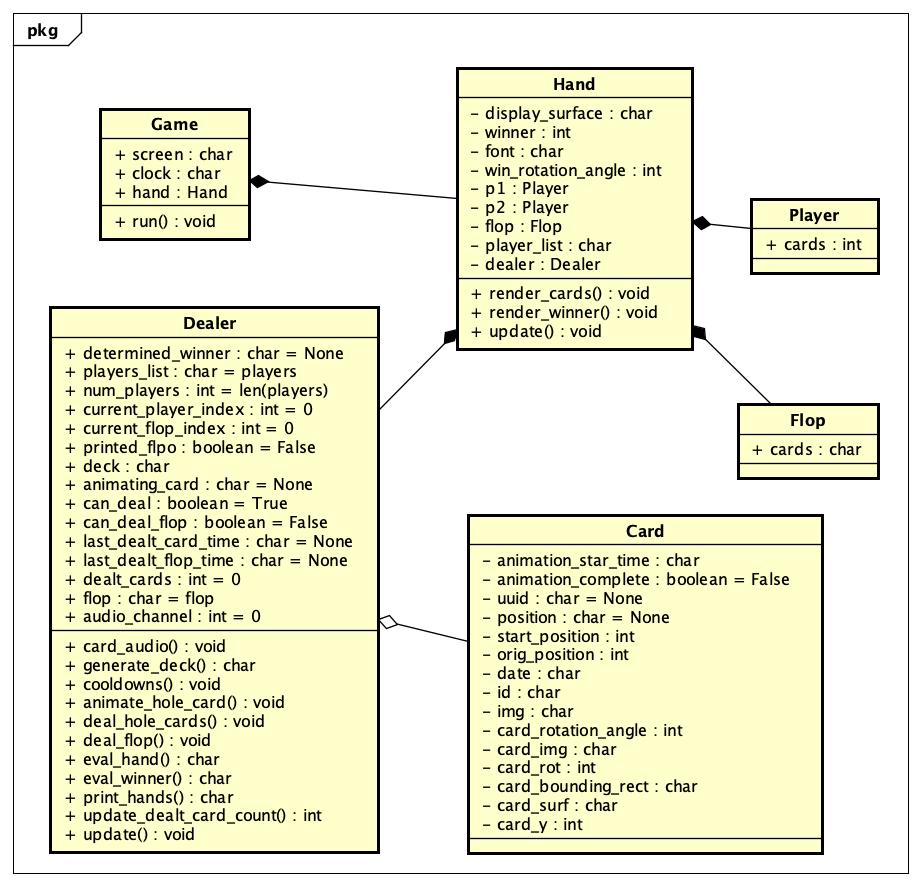 pkg
Game
+ screen : char
+ clock : char
+ hand : Hand
+ run() : void
Hand
- display_surface : char
- winner : int
- font : char
- win_rotation_angle : int
- p1 : Player
- p2 : Player
- flop : Flop
- player_list : char
- dealer : Dealer
+ render_cards() : void
+ render_winner() : void
+ update() : void
Player
+ cards : int
Dealer
+ determined_winner : char = None
+ players_list : char = players
+ num_players : int = len(players)
+ current_player_index : int = 0
+ current_flop_index : int = 0
+ printed_flpo : boolean = False
+ deck : char
+ animating_card : char = None
+ can_deal : boolean = True
+ can_deal_flop : boolean = False
+ last_dealt_card_time : char = None
+ last_dealt_flop_time : char = None
+ dealt_cards : int = 0
+ flop : char = flop
+ audio_channel : int = 0
+ card_audio() : void
+ generate_deck() : char
+ cooldowns() : void
+ animate_hole_card() : void
+ deal_hole_cards() : void
+ deal_flop() : void
+ eval_hand() : char
+ eval_winner() : char
+ print_hands() : char
+ update_dealt_card_count() : int
+ update() : void
Flop
+ cards : char
Card
- animation_star_time : char
- animation_complete : boolean = False
- uuid : char = None
- position : char = None
- start_position : int
- orig_position : int
- date : char
- id : char
- img : char
- card_rotation_angle : int
- card_img : char
- card_rot : int
- card_bounding_rect : char
- card_surf : char
- card_y : int